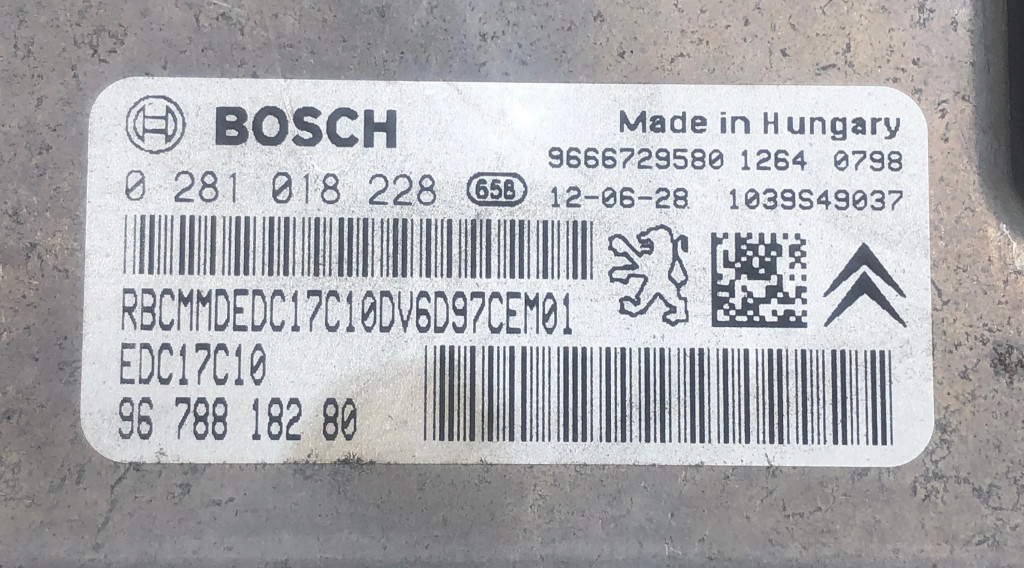 BOSCH
Made in Hungary
9666729580 1264 0798
0 281 018 228 65B 12-06-28 1039S49037
RBCMMDEDC17C10DV6D97CEM01
EDC17C10
96 788 182 80